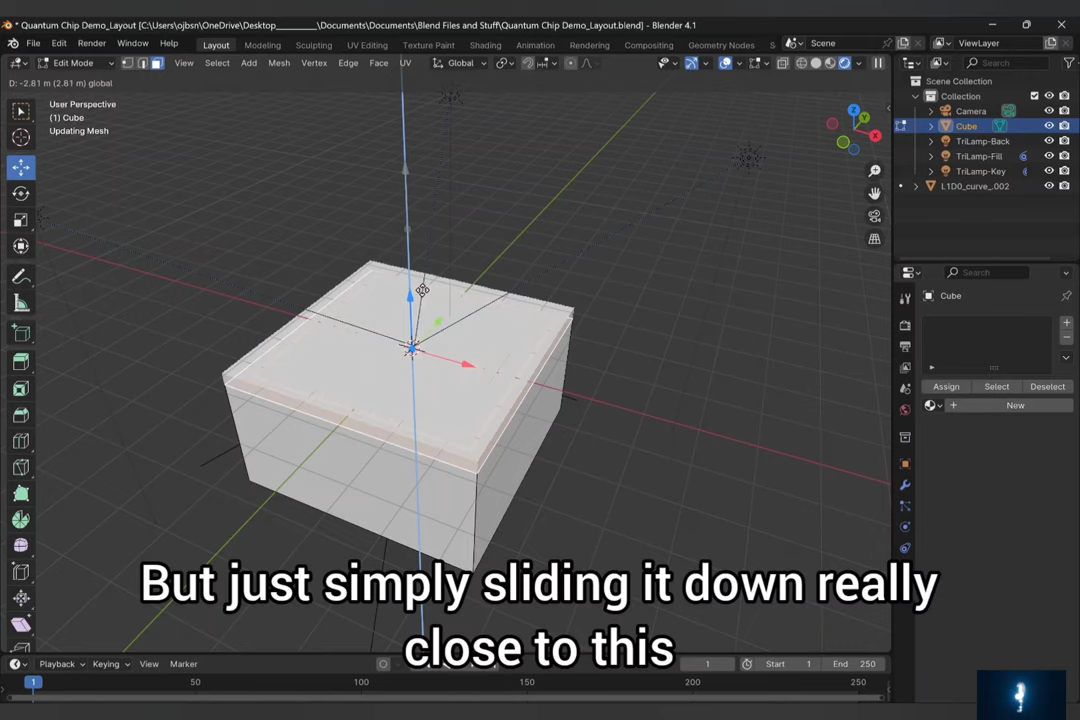 * Quantum Chip Demo_Layout [C:\Users\ojbsn\OneDrive\Desktop_________\Documents\Documents\Blend Files and Stuff\Quantum Chip Demo_Layout.blend] - Blender 4.1
File Edit Render Window Help Layout Modeling Sculpting UV Editing Texture Paint Shading Animation Rendering Compositing Geometry Nodes S Scene ViewLayer
Edit Mode View Select Add Mesh Vertex Edge Face UV Global Search
D: -2.81 m (2.81 m) global
User Perspective
(1) Cube
Updating Mesh
Z
Y
X
Scene Collection
Collection
Camera
Cube
TriLamp-Back
TriLamp-Fill
TriLamp-Key
L1D0_curve_.002
Search
Cube
Assign Select Deselect
New
But just simply sliding it down really
close to this
Playback Keying View Marker 1 Start 1 End 250
1 50 100 150 200 250